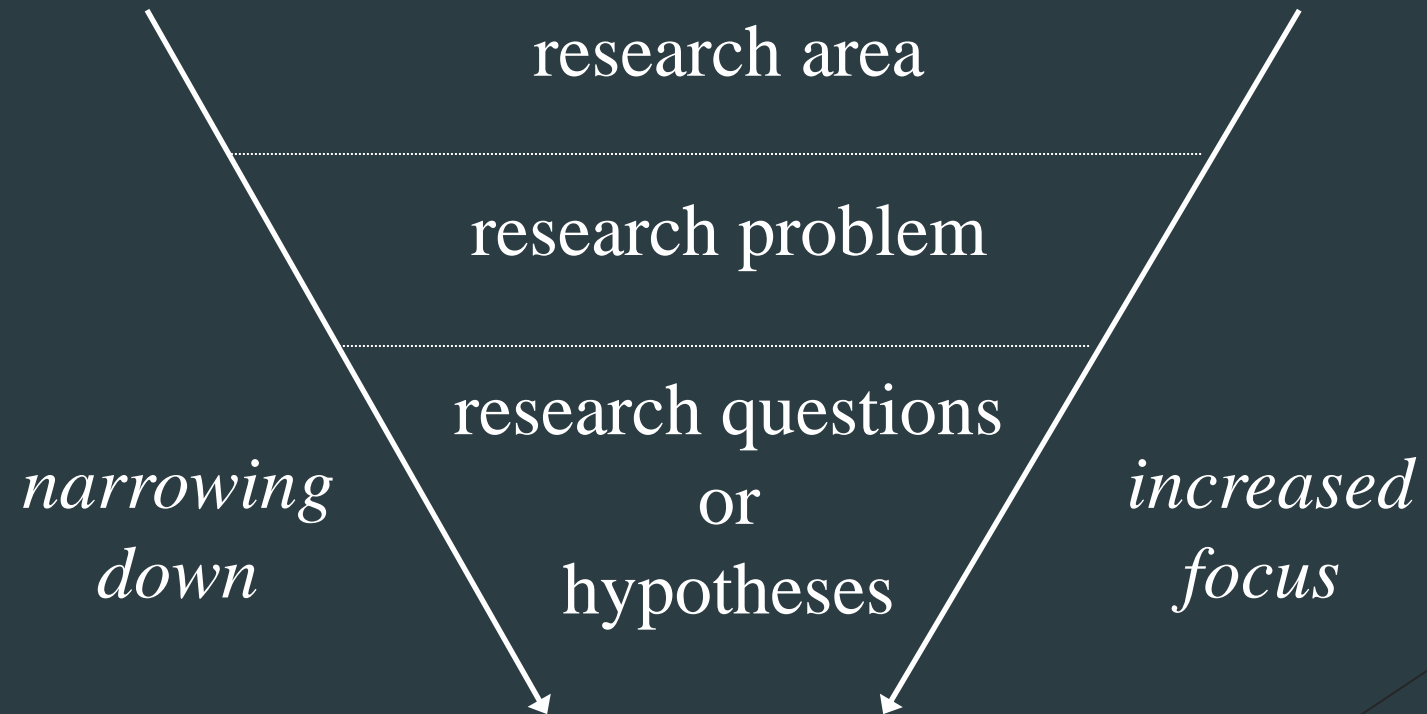 research area
research problem
research questions
or
hypotheses
narrowing
down
increased
focus